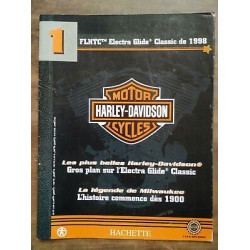 1
FLHTC™ Electra Glide® Classic de 1998
MOTOR
HARLEY-DAVIDSON
CYCLES
Les plus belles Harley-Davidson®
Gros plan sur l'Electra Glide® Classic
La légende de Milwaukee
L'histoire commence dès 1900
HACHETTE